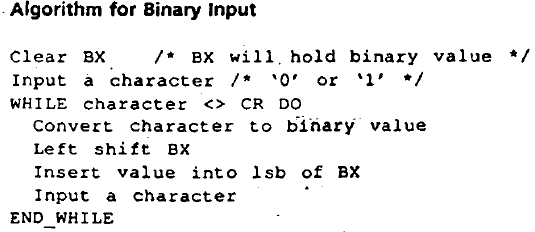 Algorithm for Binary Input
Clear BX /* BX will hold binary value */
Input a character /* '0' or '1' */
WHILE character <> CR DO
Convert character to binary value
Left shift BX
Insert value into lsb of BX
Input a character
END_WHILE